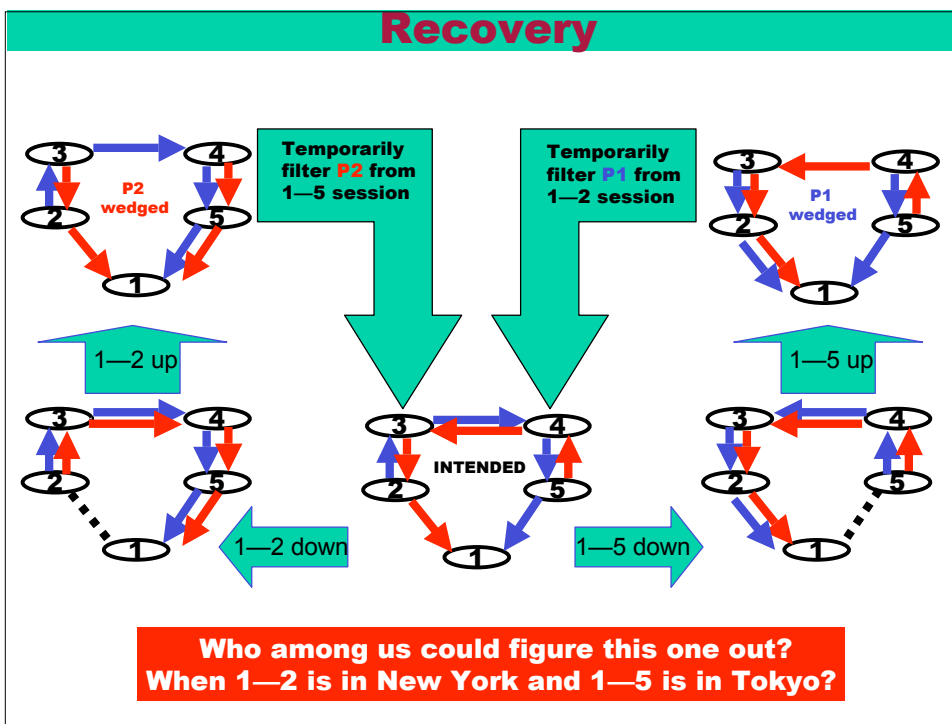 Recovery
3
4
P2
wedged
2
5
1
Temporarily
filter P2 from
1—5 session
Temporarily
filter P1 from
1—2 session
3
4
P1
wedged
2
5
1
1—2 up
1—5 up
3
4
2
5
1
3
4
INTENDED
2
5
1
3
4
2
5
1
1—2 down
1—5 down
Who among us could figure this one out?
When 1—2 is in New York and 1—5 is in Tokyo?